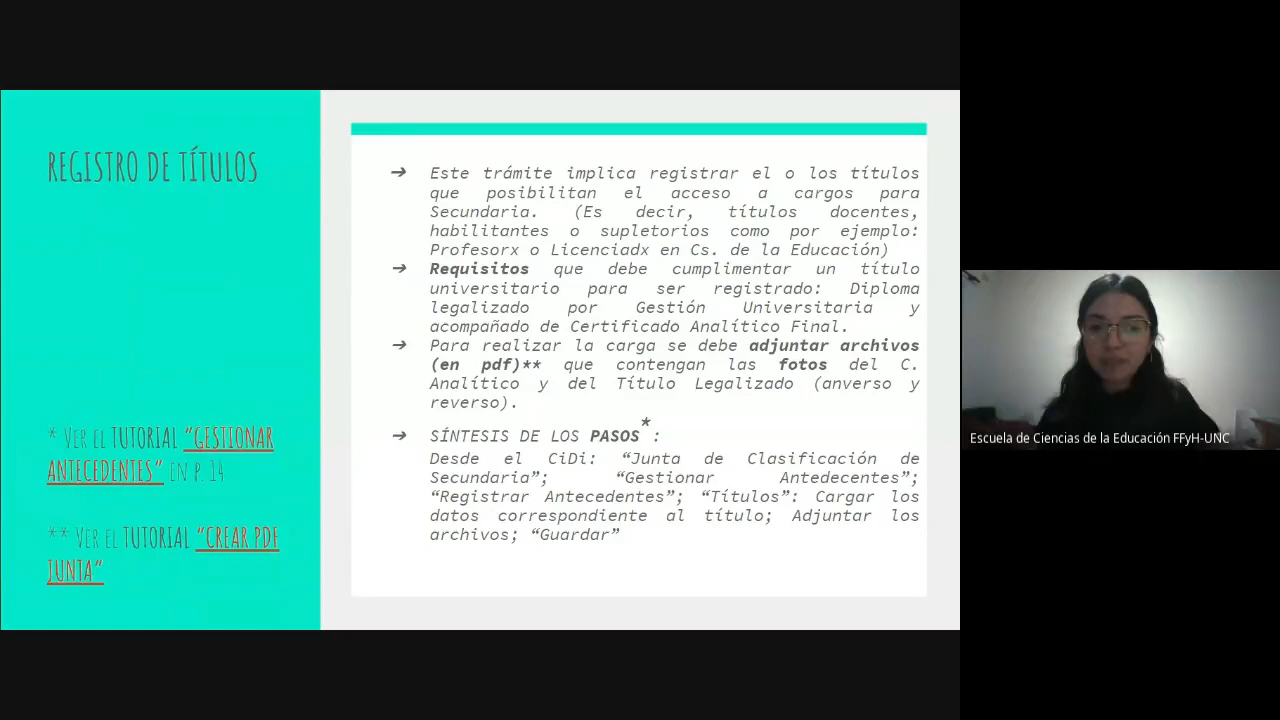 REGISTRO DE TÍTULOS
* VER EL TUTORIAL “GESTIONAR
ANTECEDENTES” EN P. 14
** VER EL TUTORIAL “CREAR PDF
JUNTA”
➔ Este trámite implica registrar el o los títulos
que posibilitan el acceso a cargos para
Secundaria. (Es decir, títulos docentes,
habilitantes o supletorios como por ejemplo:
Profesorx o Licenciadx en Cs. de la Educación)
➔ Requisitos que debe cumplimentar un título
universitario para ser registrado: Diploma
legalizado por Gestión Universitaria y
acompañado de Certificado Analítico Final.
➔ Para realizar la carga se debe adjuntar archivos
(en pdf)** que contengan las fotos del C.
Analítico y del Título Legalizado (anverso y
reverso).
➔ SÍNTESIS DE LOS PASOS*:
Desde el CiDi: “Junta de Clasificación de
Secundaria”; “Gestionar Antedecentes”;
“Registrar Antecedentes”; “Títulos”: Cargar los
datos correspondiente al título; Adjuntar los
archivos; “Guardar”
Escuela de Ciencias de la Educación FFyH-UNC